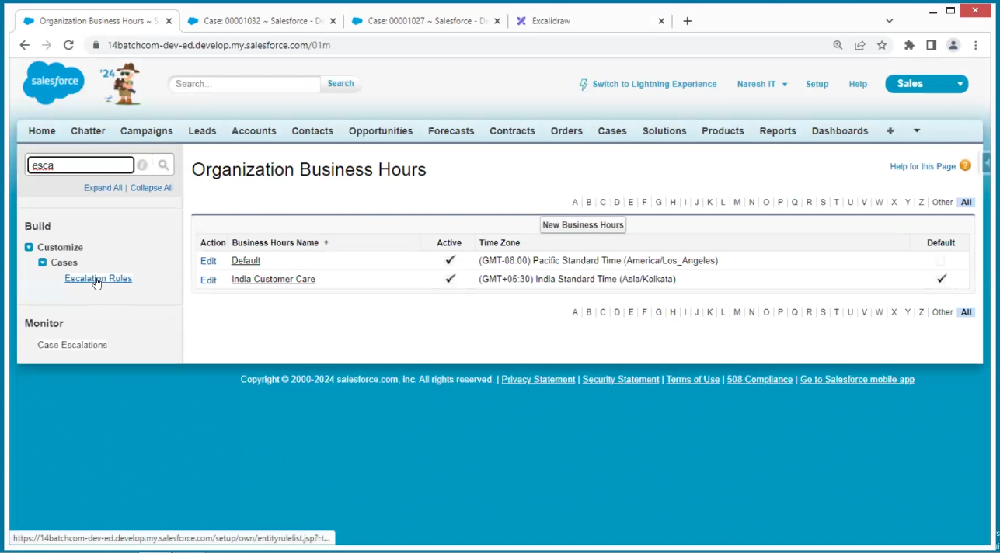 Organization Business Hours ~ S
Case: 00001032 ~ Salesforce - De
Case: 00001027 ~ Salesforce - De
Excalidraw
14batchcom-dev-ed.develop.my.salesforce.com/01m
salesforce
'24
Search...
Search
Switch to Lightning Experience
Naresh IT
Setup
Help
Sales
Home Chatter Campaigns Leads Accounts Contacts Opportunities Forecasts Contracts Orders Cases Solutions Products Reports Dashboards +
esca
Expand All | Collapse All
Build
Customize
Cases
Escalation Rules
Monitor
Case Escalations
Organization Business Hours
Help for this Page ?
A | B | C | D | E | F | G | H | I | J | K | L | M | N | O | P | Q | R | S | T | U | V | W | X | Y | Z | Other | All
New Business Hours
Action Business Hours Name ↑ Active Time Zone Default
Edit Default ✓ (GMT-08:00) Pacific Standard Time (America/Los_Angeles)
Edit India Customer Care ✓ (GMT+05:30) India Standard Time (Asia/Kolkata) ✓
A | B | C | D | E | F | G | H | I | J | K | L | M | N | O | P | Q | R | S | T | U | V | W | X | Y | Z | Other | All
Copyright © 2000-2024 salesforce.com, inc. All rights reserved. | Privacy Statement | Security Statement | Terms of Use | 508 Compliance | Go to Salesforce mobile app
https://14batchcom-dev-ed.develop.my.salesforce.com/setup/own/entityrulelist.jsp?rt...